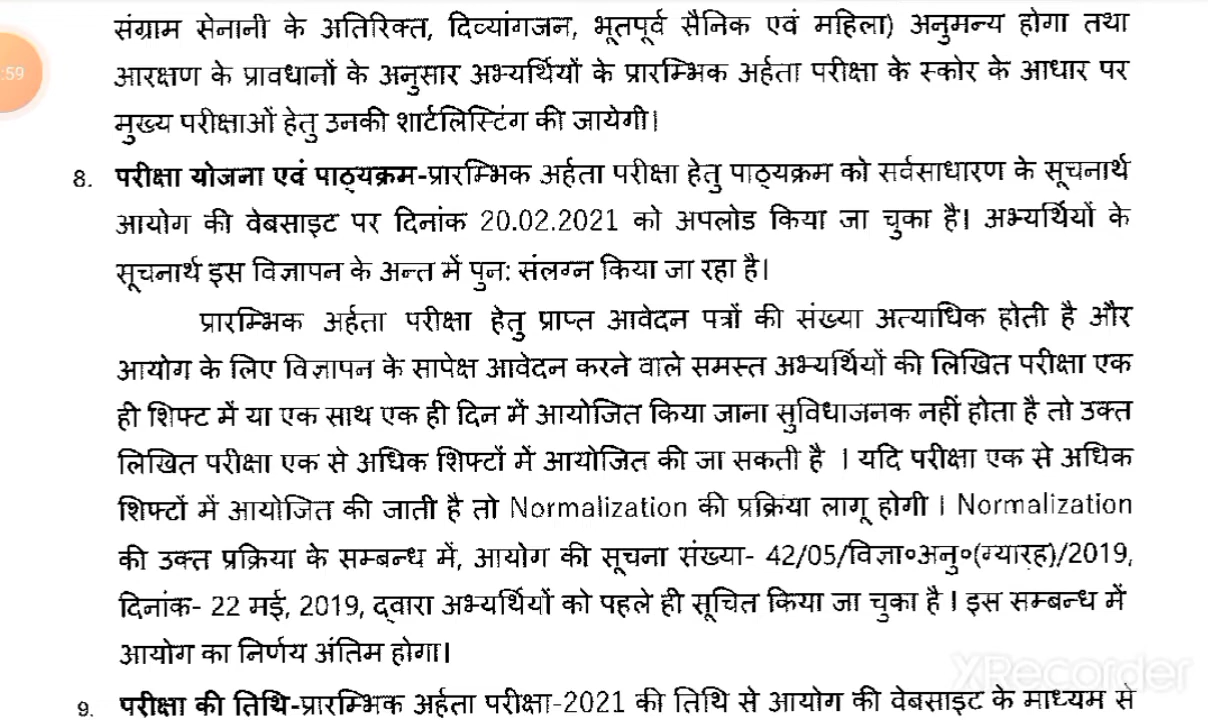 संग्राम सेनानी के अतिरिक्त, दिव्यांगजन, भूतपूर्व सैनिक एवं महिला) अनुमन्य होगा तथा
:59
आरक्षण के प्रावधानों के अनुसार अभ्यर्थियों के प्रारम्भिक अर्हता परीक्षा के स्कोर के आधार पर
मुख्य परीक्षाओं हेतु उनकी शार्टलिस्टिंग की जायेगी।
8. परीक्षा योजना एवं पाठ्यक्रम-प्रारम्भिक अर्हता परीक्षा हेतु पाठ्यक्रम को सर्वसाधारण के सूचनार्थ
आयोग की वेबसाइट पर दिनांक 20.02.2021 को अपलोड किया जा चुका है। अभ्यर्थियों के
सूचनार्थ इस विज्ञापन के अन्त में पुन: संलग्न किया जा रहा है।
प्रारम्भिक अर्हता परीक्षा हेतु प्राप्त आवेदन पत्रों की संख्या अत्याधिक होती है और
आयोग के लिए विज्ञापन के सापेक्ष आवेदन करने वाले समस्त अभ्यर्थियों की लिखित परीक्षा एक
ही शिफ्ट में या एक साथ एक ही दिन में आयोजित किया जाना सुविधाजनक नहीं होता है तो उक्त
लिखित परीक्षा एक से अधिक शिफ्टों में आयोजित की जा सकती है । यदि परीक्षा एक से अधिक
शिफ्टों में आयोजित की जाती है तो Normalization की प्रक्रिया लागू होगी । Normalization
की उक्त प्रक्रिया के सम्बन्ध में, आयोग की सूचना संख्या- 42/05/विज्ञा०अनु०(ग्यारह)/2019,
दिनांक- 22 मई, 2019, द्वारा अभ्यर्थियों को पहले ही सूचित किया जा चुका है । इस सम्बन्ध में
आयोग का निर्णय अंतिम होगा।
XRecorder
9. परीक्षा की तिथि-प्रारम्भिक अर्हता परीक्षा-2021 की तिथि से आयोग की वेबसाइट के माध्यम से